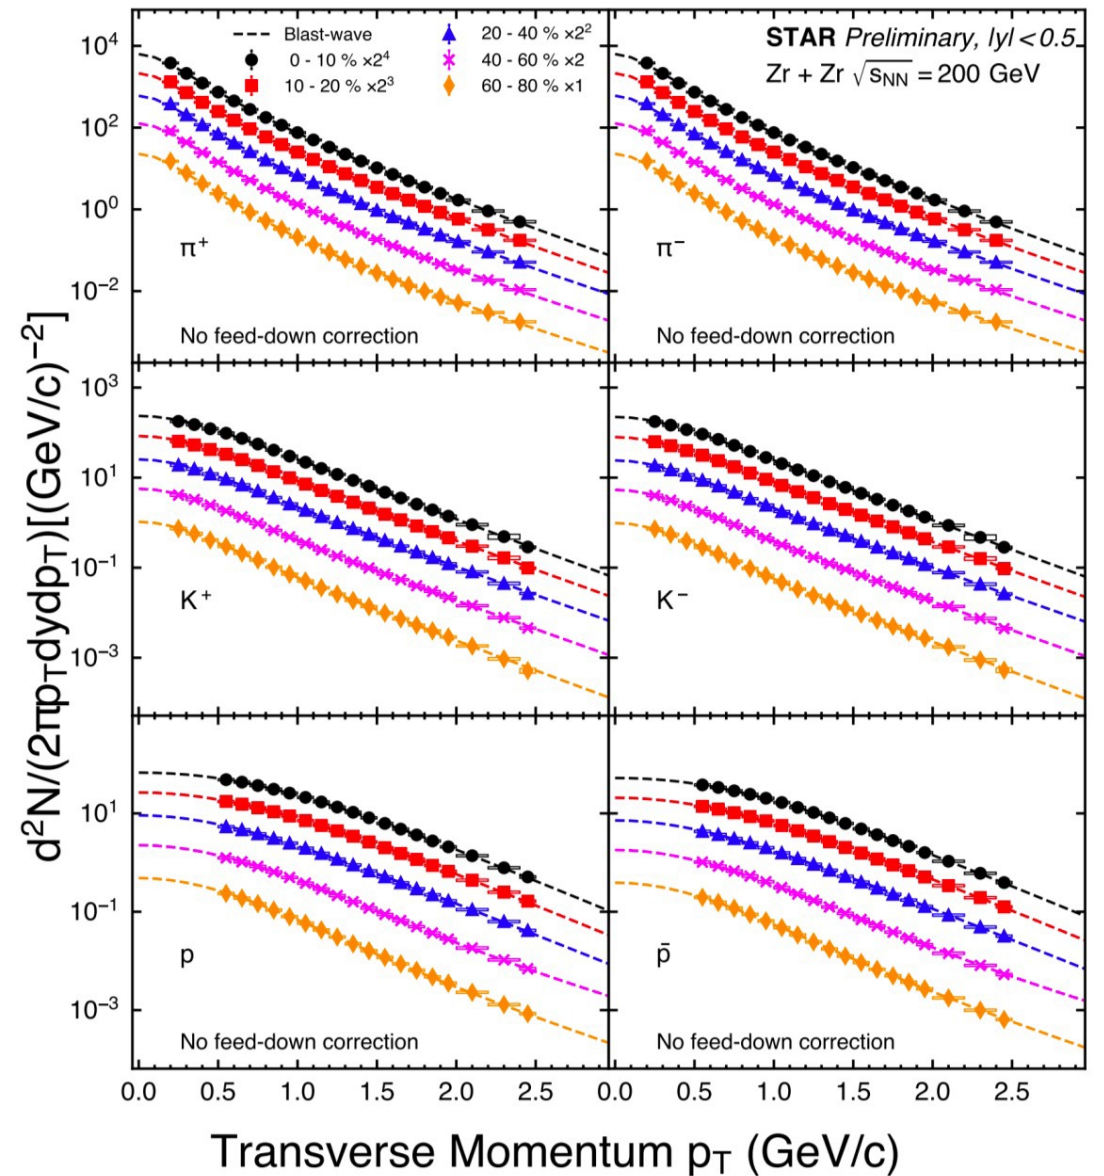 Blast-wave
0 - 10 % ×2⁴
10 - 20 % ×2³
20 - 40 % ×2²
40 - 60 % ×2
60 - 80 % ×1
STAR Preliminary, |y| < 0.5
Zr + Zr √s_NN = 200 GeV
10⁴
10²
10⁰
10⁻²
π⁺
No feed-down correction
π⁻
No feed-down correction
10³
10¹
10⁻¹
10⁻³
K⁺
K⁻
10¹
10⁻¹
10⁻³
p
No feed-down correction
p̄
No feed-down correction
0.0 0.5 1.0 1.5 2.0 2.5 0.0 0.5 1.0 1.5 2.0 2.5
d²N/(2πp_Tdydp_T)[(GeV/c)⁻²]
Transverse Momentum p_T (GeV/c)